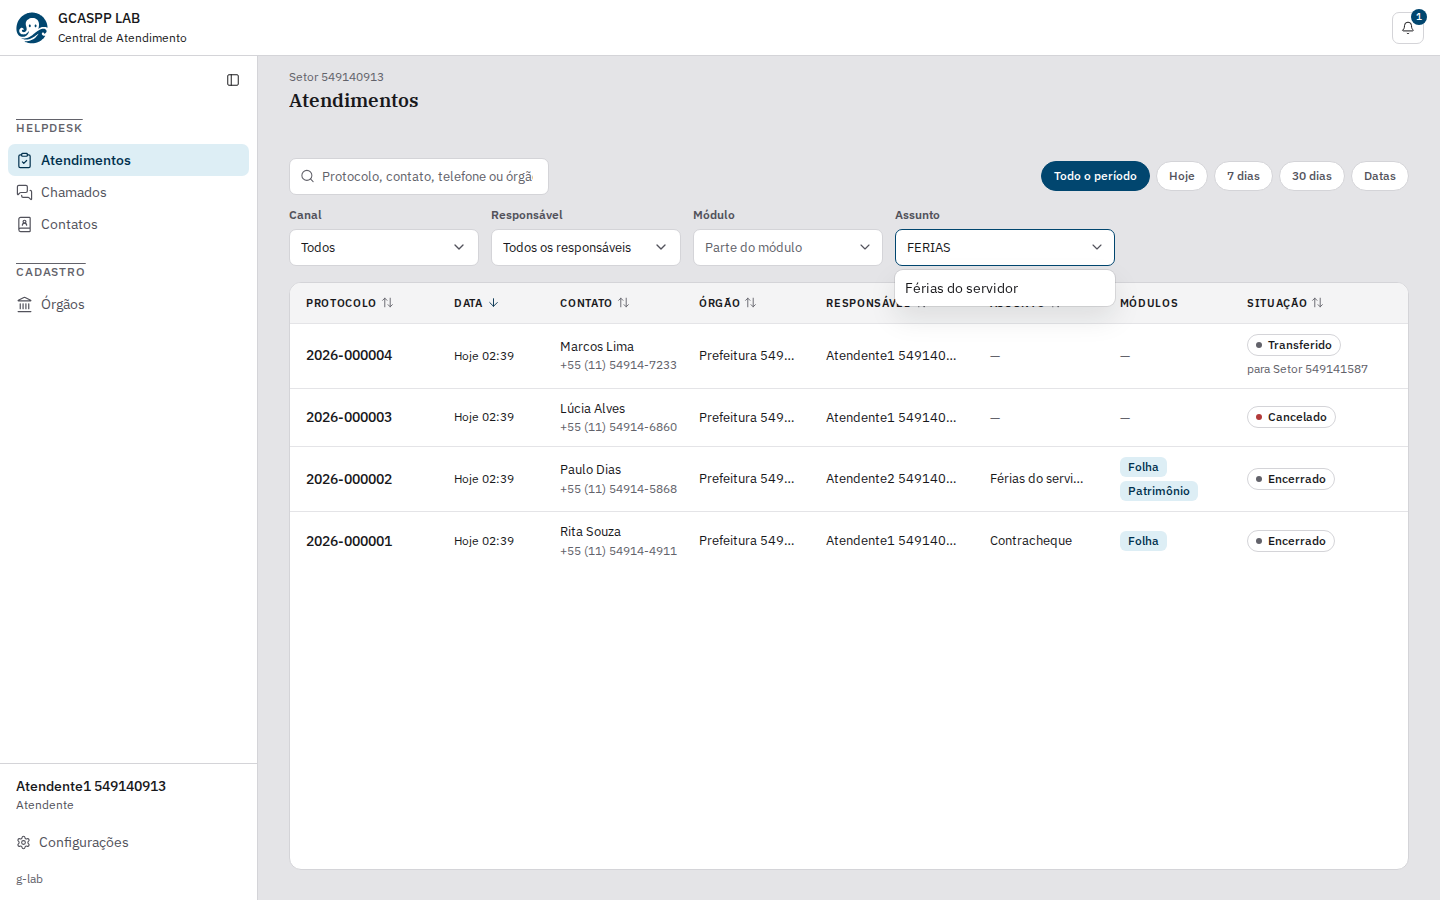 GCASPP LAB
Central de Atendimento
1
HELPDESK
Atendimentos
Chamados
Contatos
CADASTRO
Órgãos
Atendente1 549140913
Atendente
Configurações
g-lab
Setor 549140913
Atendimentos
Protocolo, contato, telefone ou órgã
Todo o período
Hoje
7 dias
30 dias
Datas
Canal
Responsável
Módulo
Assunto
Todos
Todos os responsáveis
Parte do módulo
FERIAS
Férias do servidor
PROTOCOLO
DATA
CONTATO
ÓRGÃO
MÓDULOS
SITUAÇÃO
2026-000004
Hoje 02:39
Marcos Lima
+55 (11) 54914-7233
Prefeitura 549...
Atendente1 549140...
—
—
Transferido
para Setor 549141587
2026-000003
Hoje 02:39
Lúcia Alves
+55 (11) 54914-6860
Prefeitura 549...
Atendente1 549140...
—
—
Cancelado
2026-000002
Hoje 02:39
Paulo Dias
+55 (11) 54914-5868
Prefeitura 549...
Atendente2 549140...
Férias do servi...
Folha
Patrimônio
Encerrado
2026-000001
Hoje 02:39
Rita Souza
+55 (11) 54914-4911
Prefeitura 549...
Atendente1 549140...
Contracheque
Folha
Encerrado